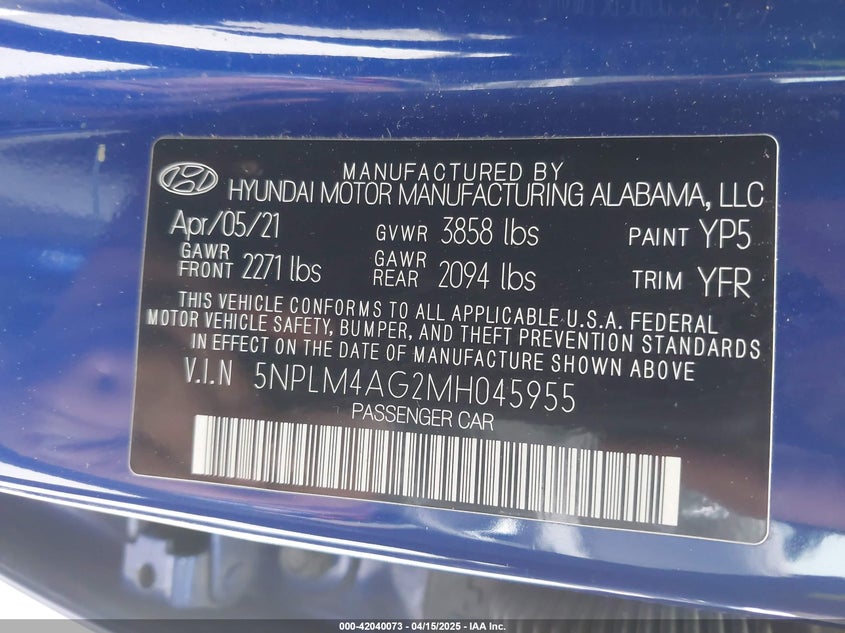 MANUFACTURED BY
HYUNDAI MOTOR MANUFACTURING ALABAMA, LLC
Apr/05/21 GVWR 3858 lbs PAINT YP5
GAWR FRONT 2271 lbs GAWR REAR 2094 lbs TRIM YFR
THIS VEHICLE CONFORMS TO ALL APPLICABLE U.S.A. FEDERAL
MOTOR VEHICLE SAFETY, BUMPER, AND THEFT PREVENTION STANDARDS
IN EFFECT ON THE DATE OF MANUFACTURE SHOWN ABOVE
V.I.N 5NPLM4AG2MH045955
PASSENGER CAR
000-42040073 - 04/15/2025 - IAA Inc.